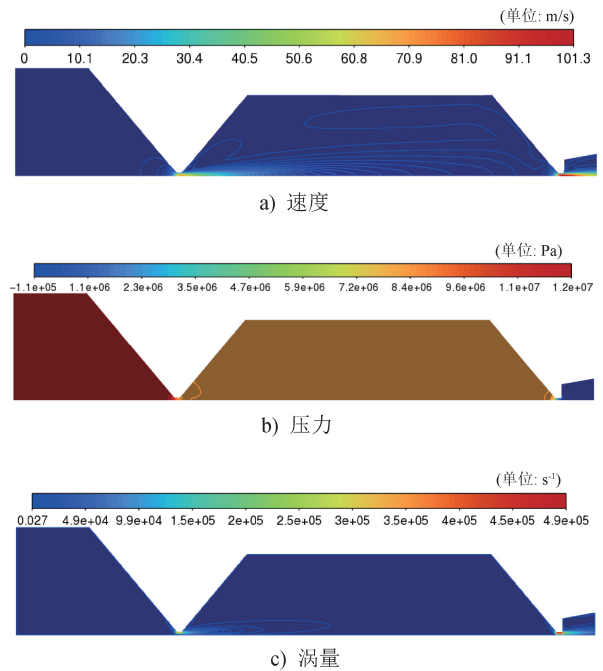 (单位: m/s)
0 10.1 20.3 30.4 40.5 50.6 60.8 70.9 81.0 91.1 101.3
a) 速度
(单位: Pa)
−1.1e+05 1.1e+06 2.3e+06 3.5e+06 4.7e+06 5.9e+06 7.2e+06 8.4e+06 9.6e+06 1.1e+07 1.2e+07
b) 压力
(单位: s⁻¹)
0.027 4.9e+04 9.9e+04 1.5e+05 2e+05 2.5e+05 3e+05 3.5e+05 4e+05 4.5e+05 4.9e+05
c) 涡量